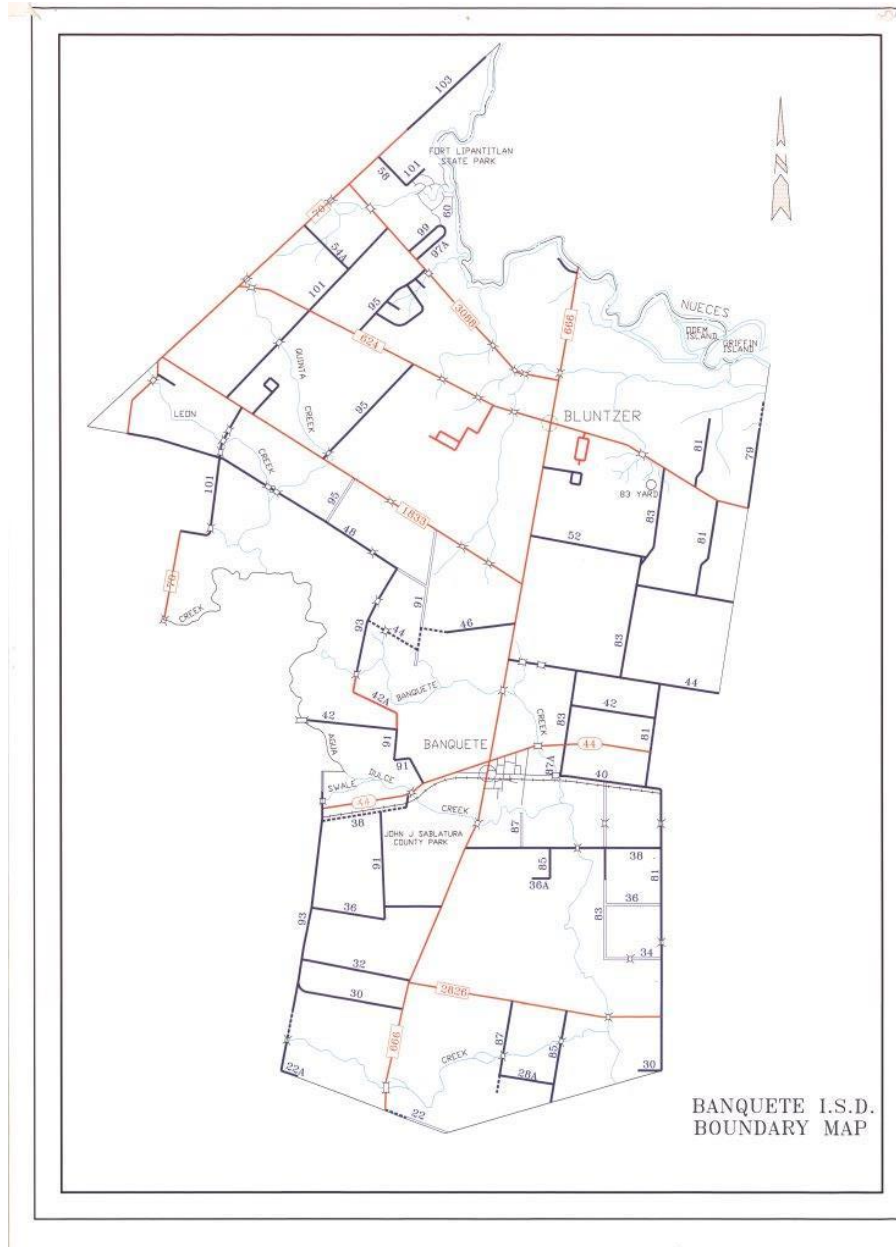 103
FORT LIPANTITLAN
STATE PARK
101
58
70
60
99
97A
54A
101
95
3088
666
NUECES
ODEM
ISLAND
GRIFFIN
ISLAND
624
QUINTA
CREEK
LEON
CREEK
95
BLUNTZER
81
79
83 YARD
83
81
101
95
1833
48
52
70
CREEK
91
93
44
46
83
44
42A
BANQUETE
CREEK
42
91
91
AGUA
DULCE
CREEK
SWALE
BANQUETE
83
42
81
44
87A
40
44
38
JOHN J SABLATURA
COUNTY PARK
87
91
85
36A
38
81
36
83
34
36
93
32
30
2826
666
87
85
CREEK
28A
22A
22
30
N
BANQUETE I.S.D.
BOUNDARY MAP